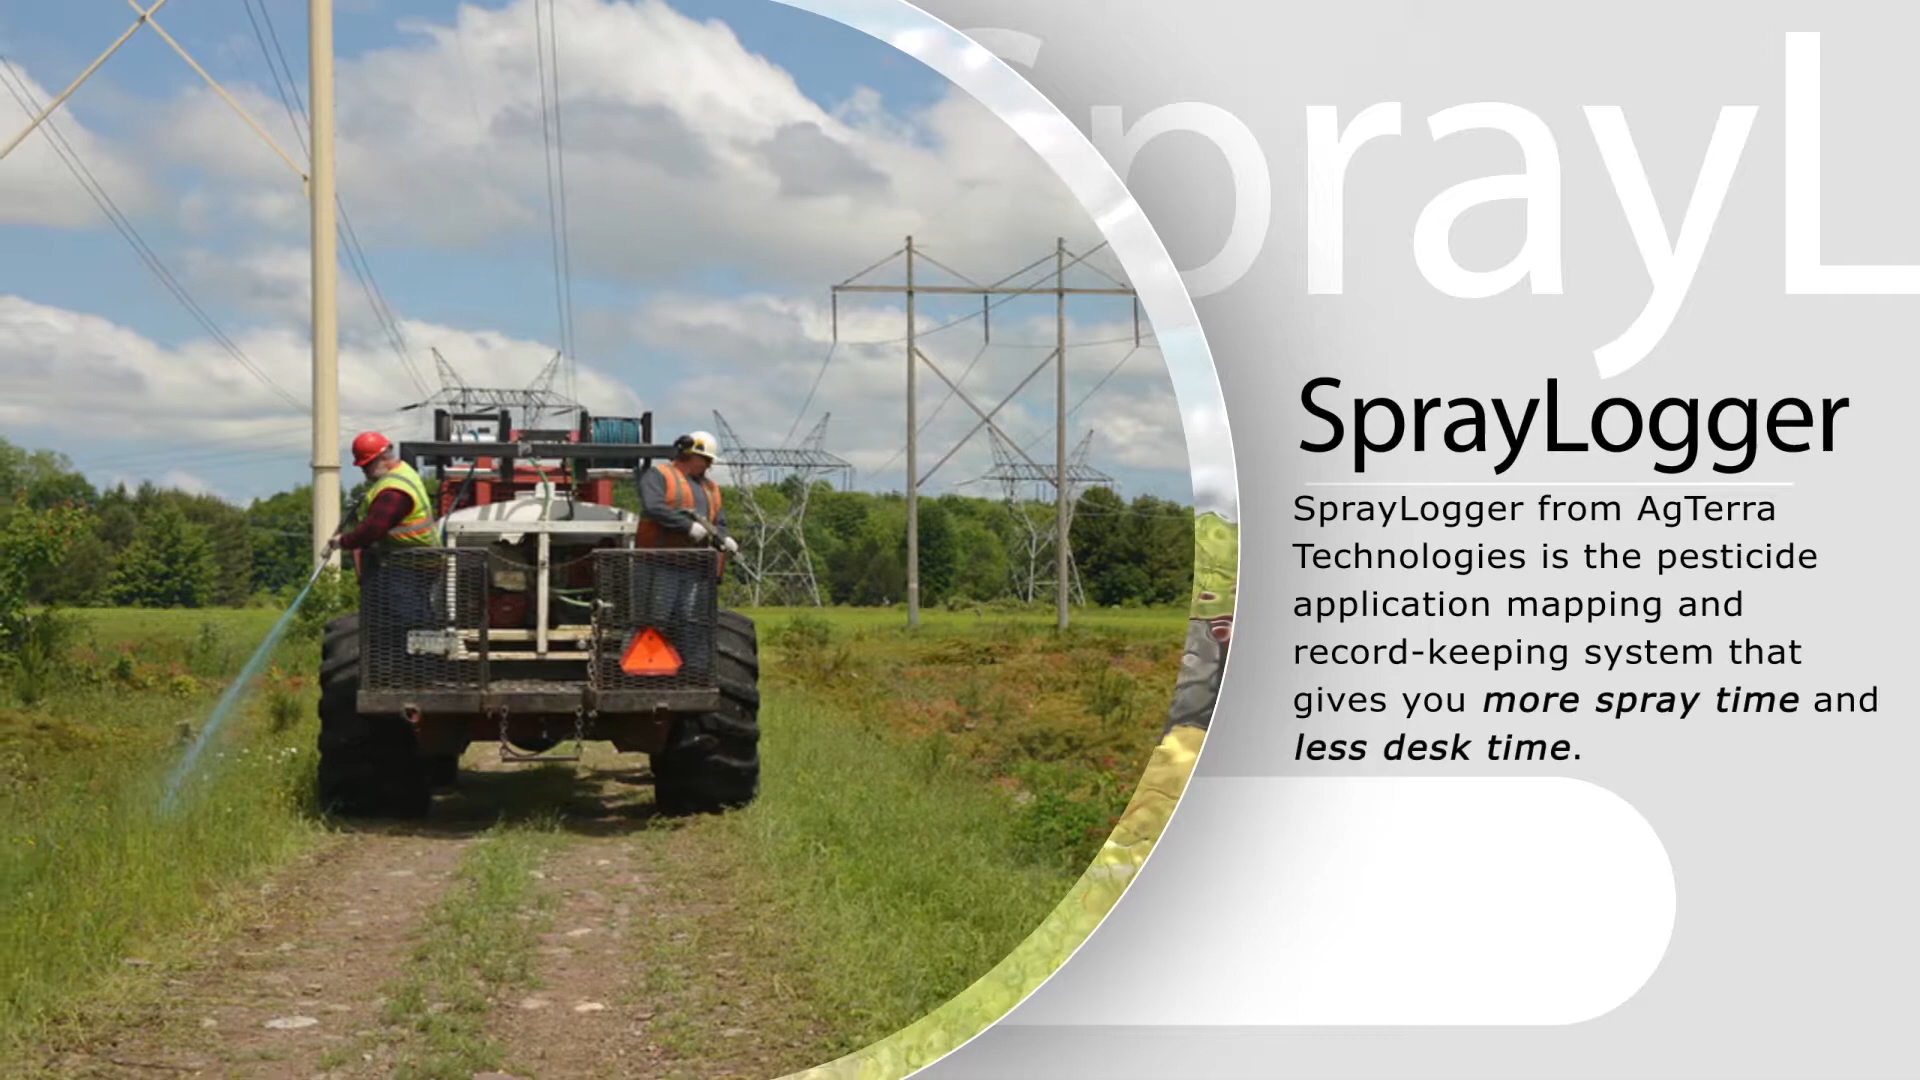 SprayL
SprayLogger
SprayLogger from AgTerra
Technologies is the pesticide
application mapping and
record-keeping system that
gives you more spray time and
less desk time.